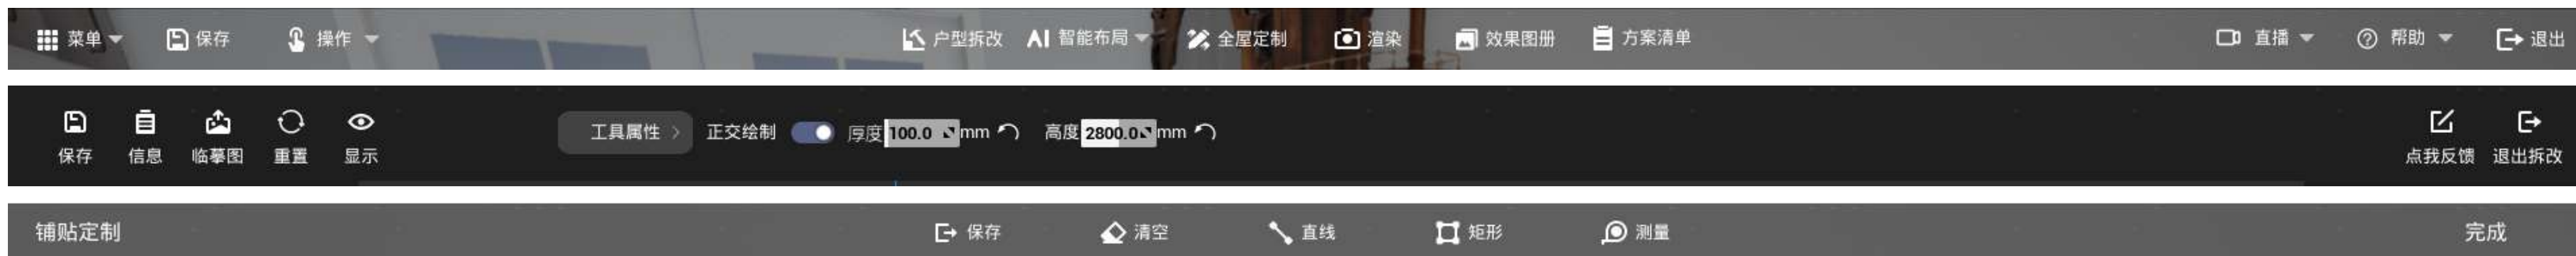 菜单 保存 操作 户型拆改 AI 智能布局 全屋定制 渲染 效果图册 方案清单 直播 帮助 退出
工具属性 正交绘制 厚度 100.0 mm 高度 2800.0 mm
保存 信息 临摹图 重置 显示 点我反馈 退出拆改
铺贴定制 保存 清空 直线 矩形 测量 完成